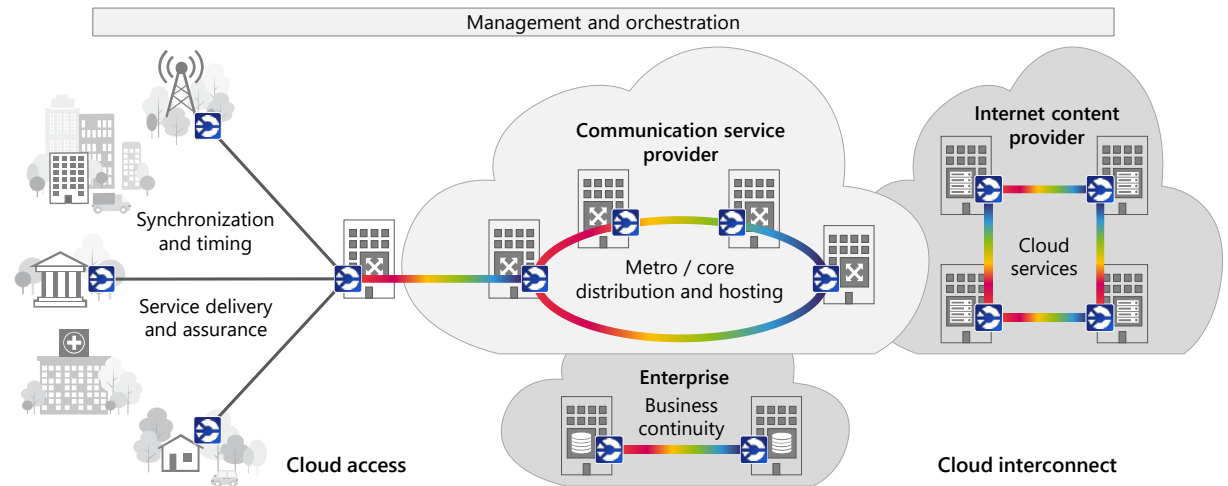 Management and orchestration
Communication service
provider
Internet content
provider
Synchronization
and timing
Cloud
services
Metro / core
distribution and hosting
Service delivery
and assurance
Enterprise
Business
continuity
Cloud access
Cloud interconnect